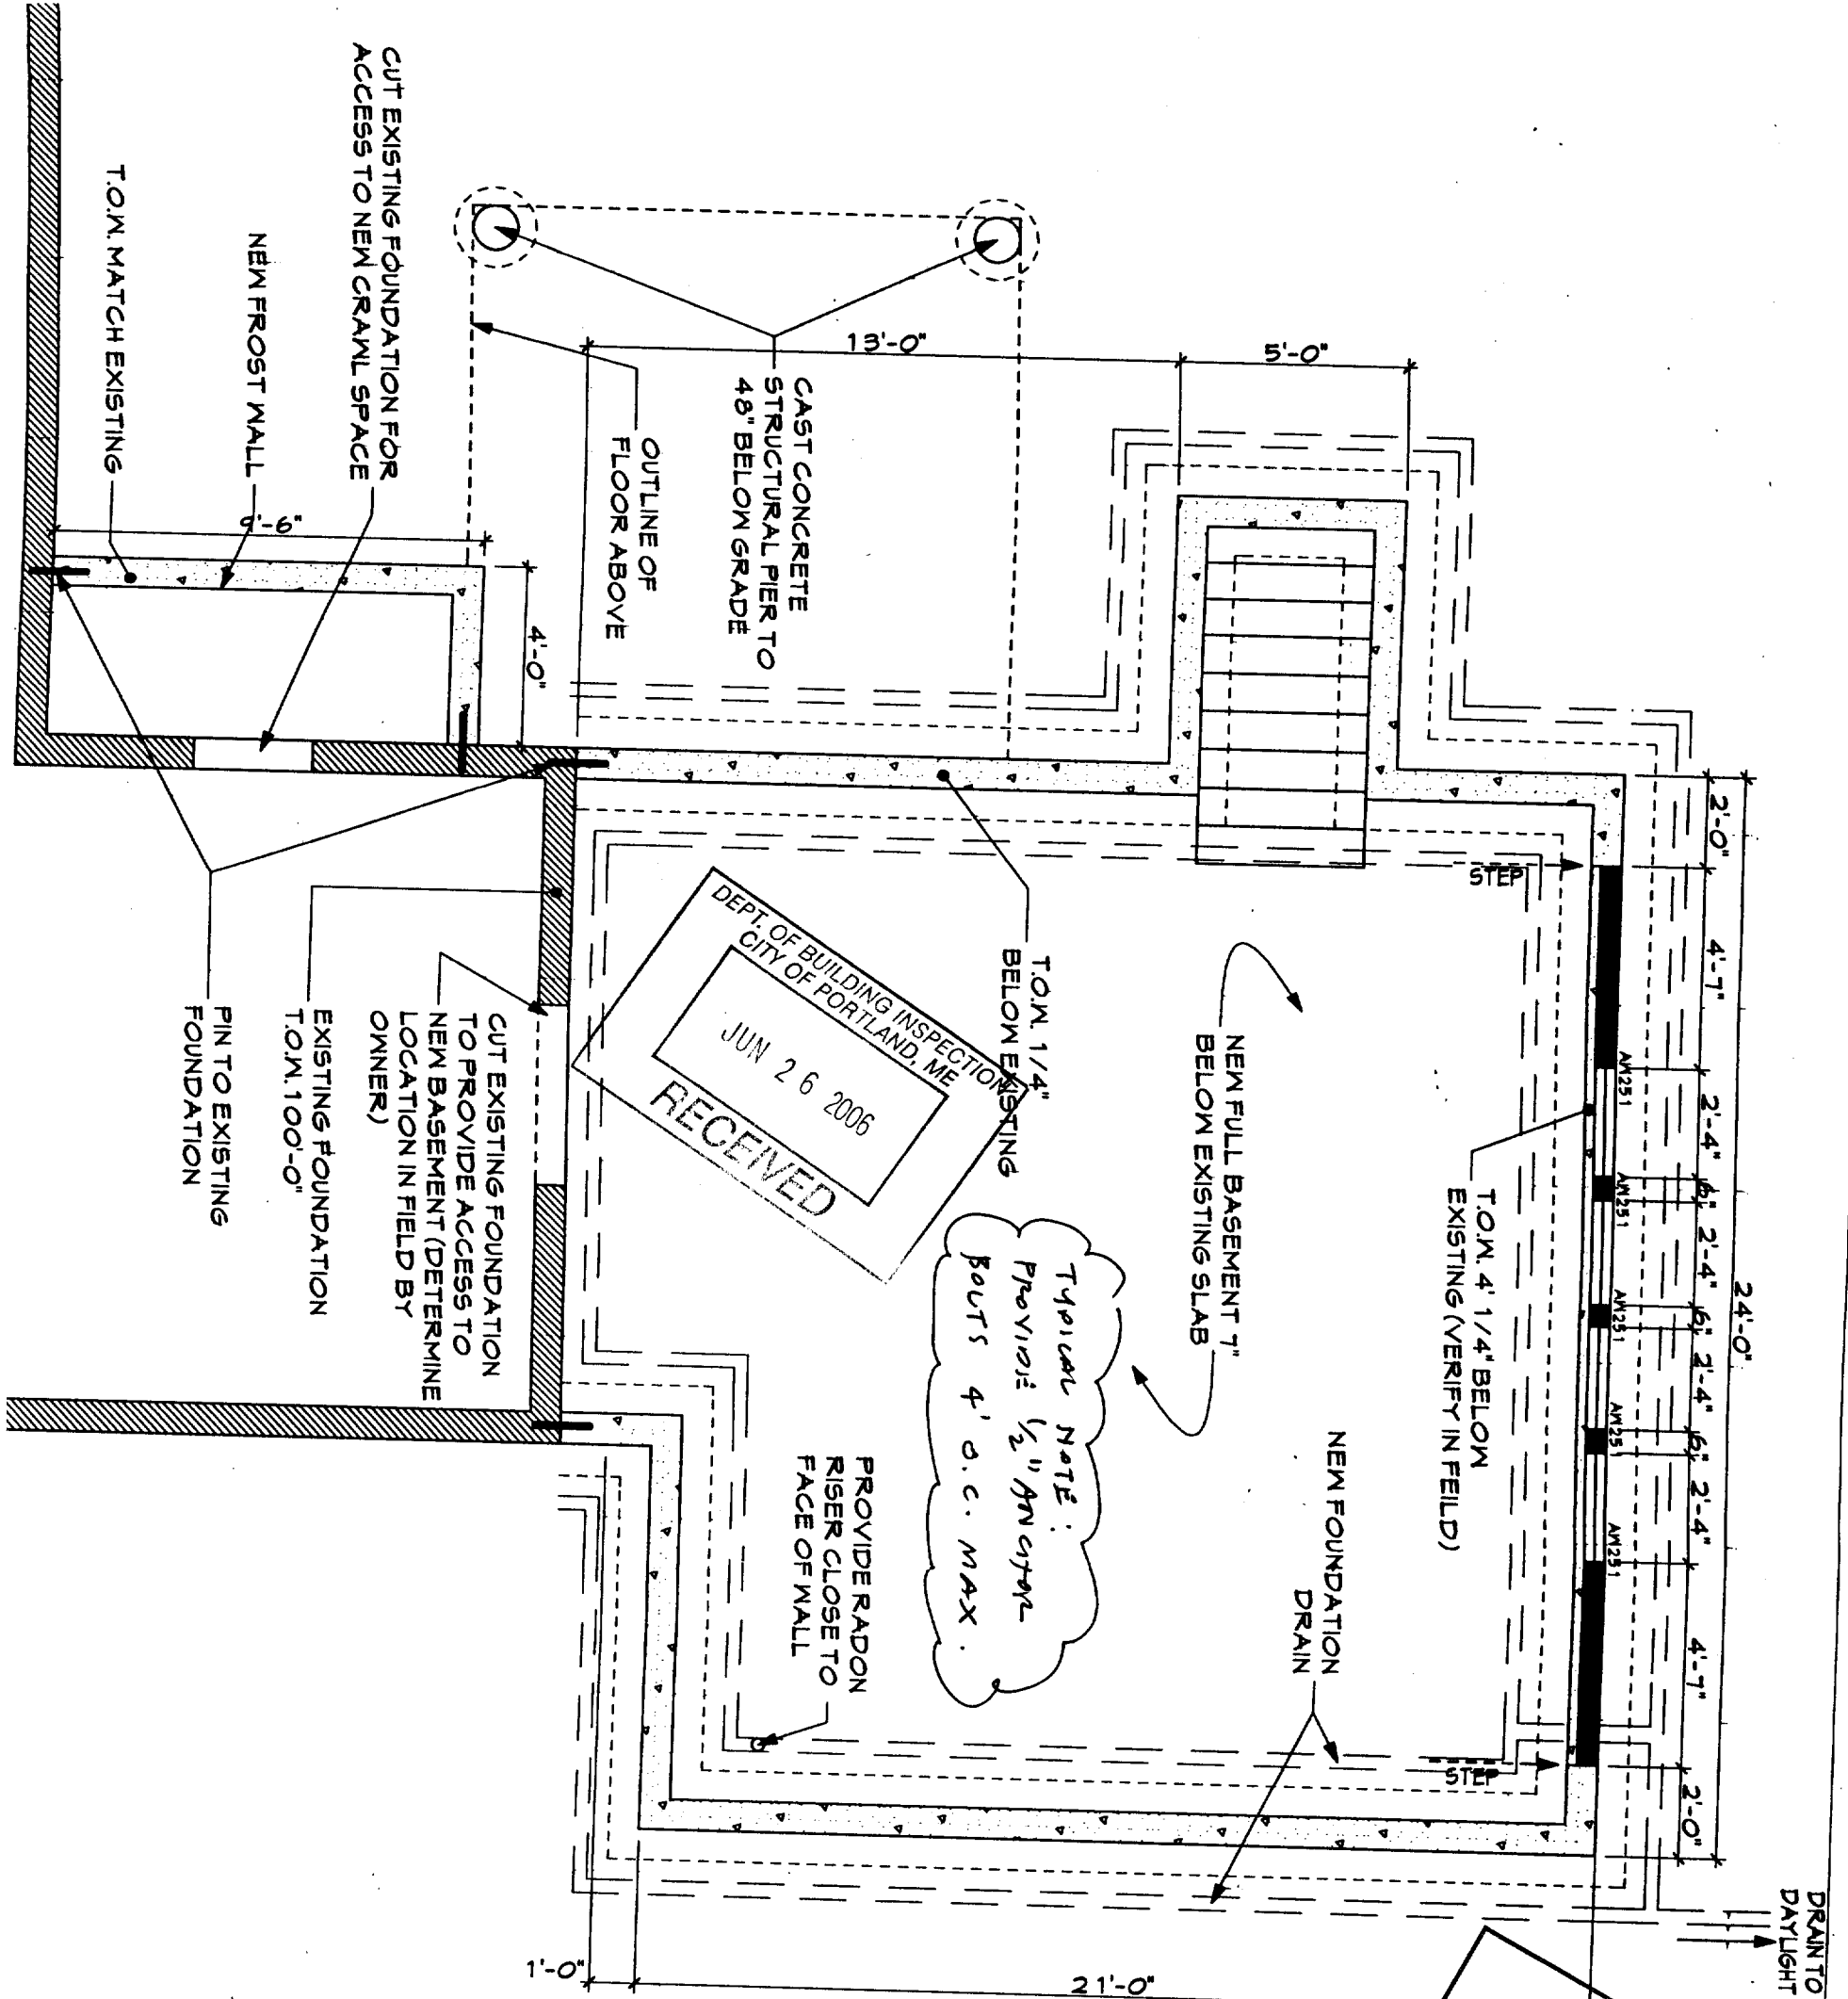 DRAIN TO
DAYLIGHT
24'-0"
2'-0"
4'-7"
2'-4"
6"
2'-4"
6"
2'-4"
6"
2'-4"
4'-7"
2'-0"
AW251
AW251
AW251
AW251
AW251
STEP
STEP
T.O.W. 4' 1/4" BELOW
EXISTING (VERIFY IN FEILD)
5'-0"
13'-0"
NEW FOUNDATION
DRAIN
NEW FULL BASEMENT 7"
BELOW EXISTING SLAB
T.O.W. 1/4"
BELOW EXISTING
TYPICAL NOTE:
PROVIDE 1/2" ANCHOR
BOLTS 4' O.C. MAX.
CAST CONCRETE
STRUCTURAL PIER TO
48" BELOW GRADE
OUTLINE OF
FLOOR ABOVE
PROVIDE RADON
RISER CLOSE TO
FACE OF WALL
DEPT. OF BUILDING INSPECTION
CITY OF PORTLAND, ME
JUN 26 2006
RECEIVED
21'-0"
1'-0"
4'-0"
9'-6"
CUT EXISTING FOUNDATION FOR
ACCESS TO NEW CRAWL SPACE
NEW FROST WALL
T.O.W. MATCH EXISTING
CUT EXISTING FOUNDATION
TO PROVIDE ACCESS TO
NEW BASEMENT (DETERMINE
LOCATION IN FIELD BY
OWNER)
EXISTING FOUNDATION
T.O.W. 100'-0"
PIN TO EXISTING
FOUNDATION